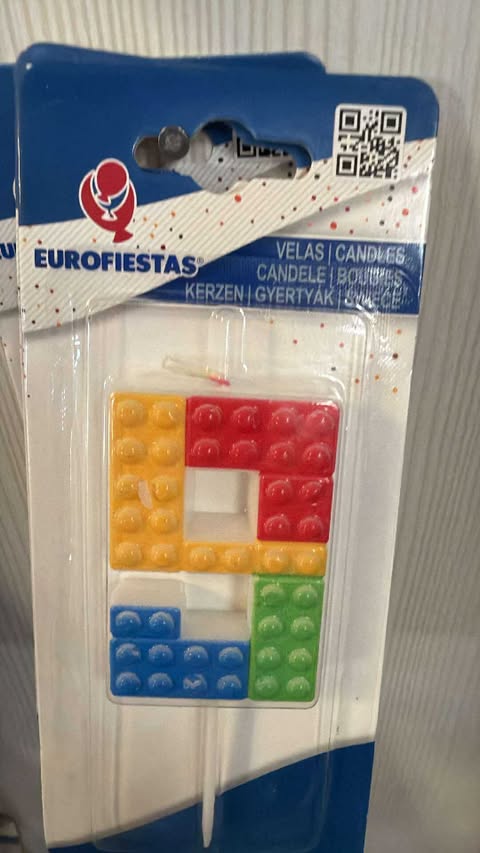 EUROFIESTAS®
VELAS | CANDLES
CANDELE | BOUGIES
KERZEN | GYERTYÁK |